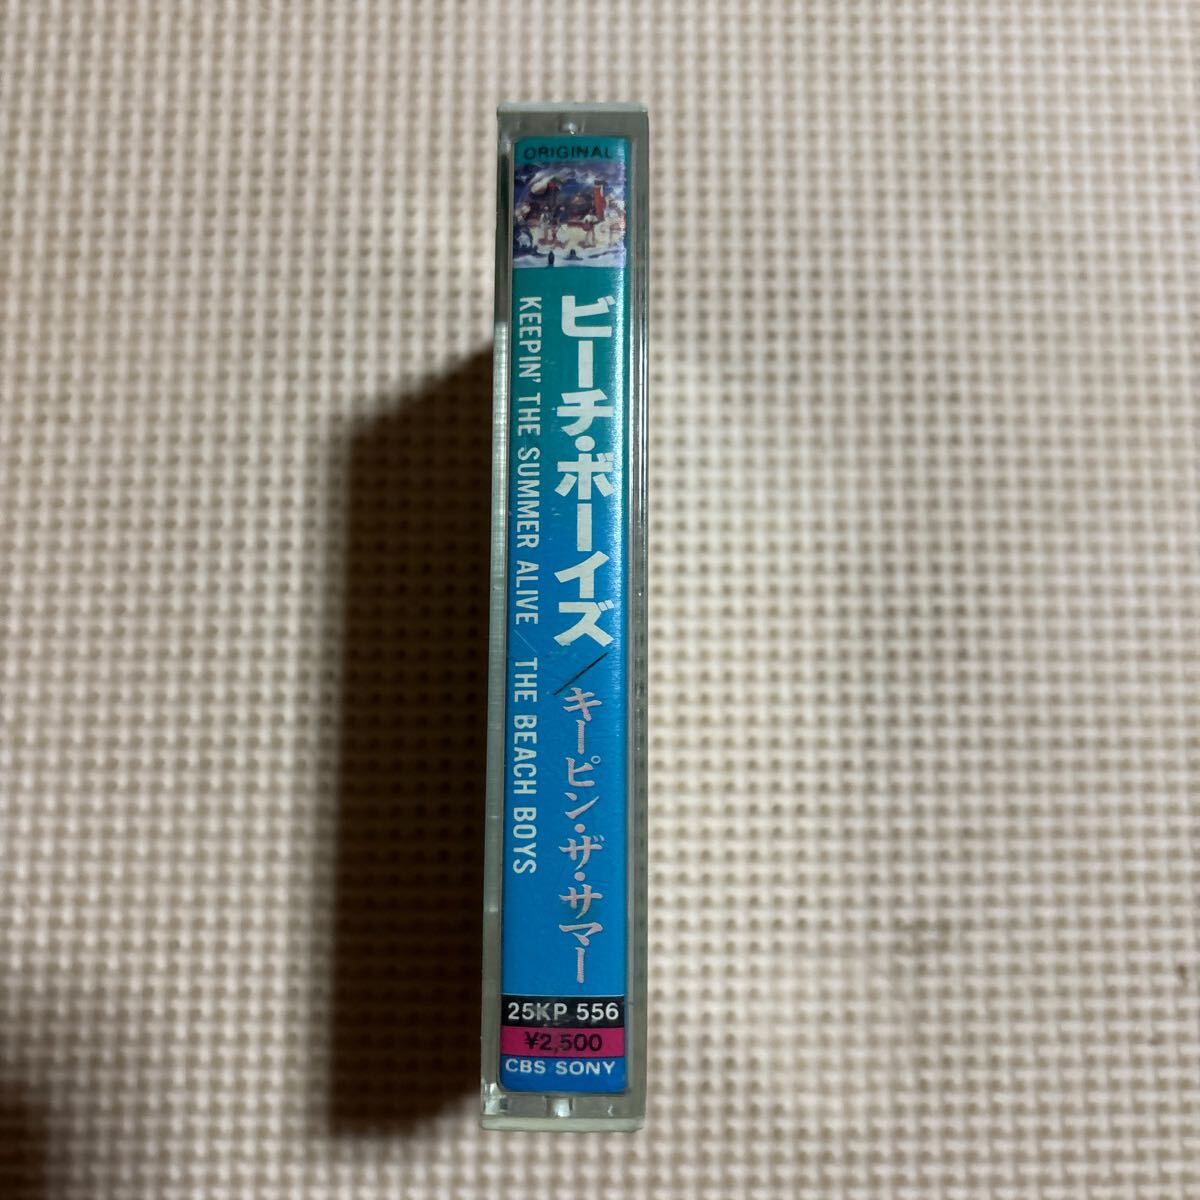 ORIGINAL
ビーチ・ボーイズ／キーピン・ザ・サマー
KEEPIN' THE SUMMER ALIVE / THE BEACH BOYS
25KP 556
¥2,500
CBS SONY